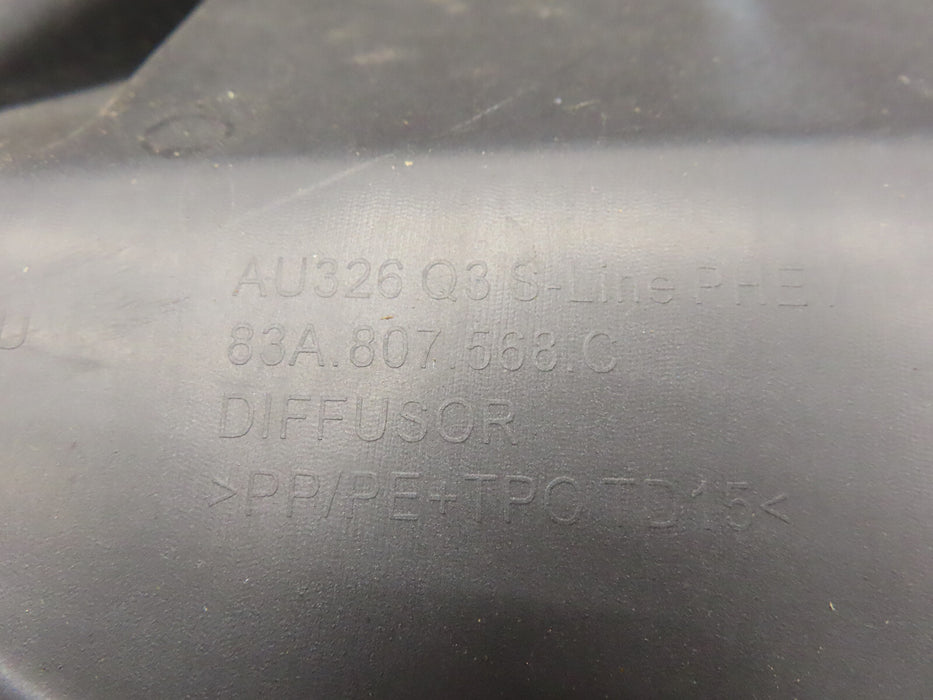 AU326 Q3 S-Line PHEV
83A.807.568.C
DIFFUSOR
>PP/PE+TPO TD15<